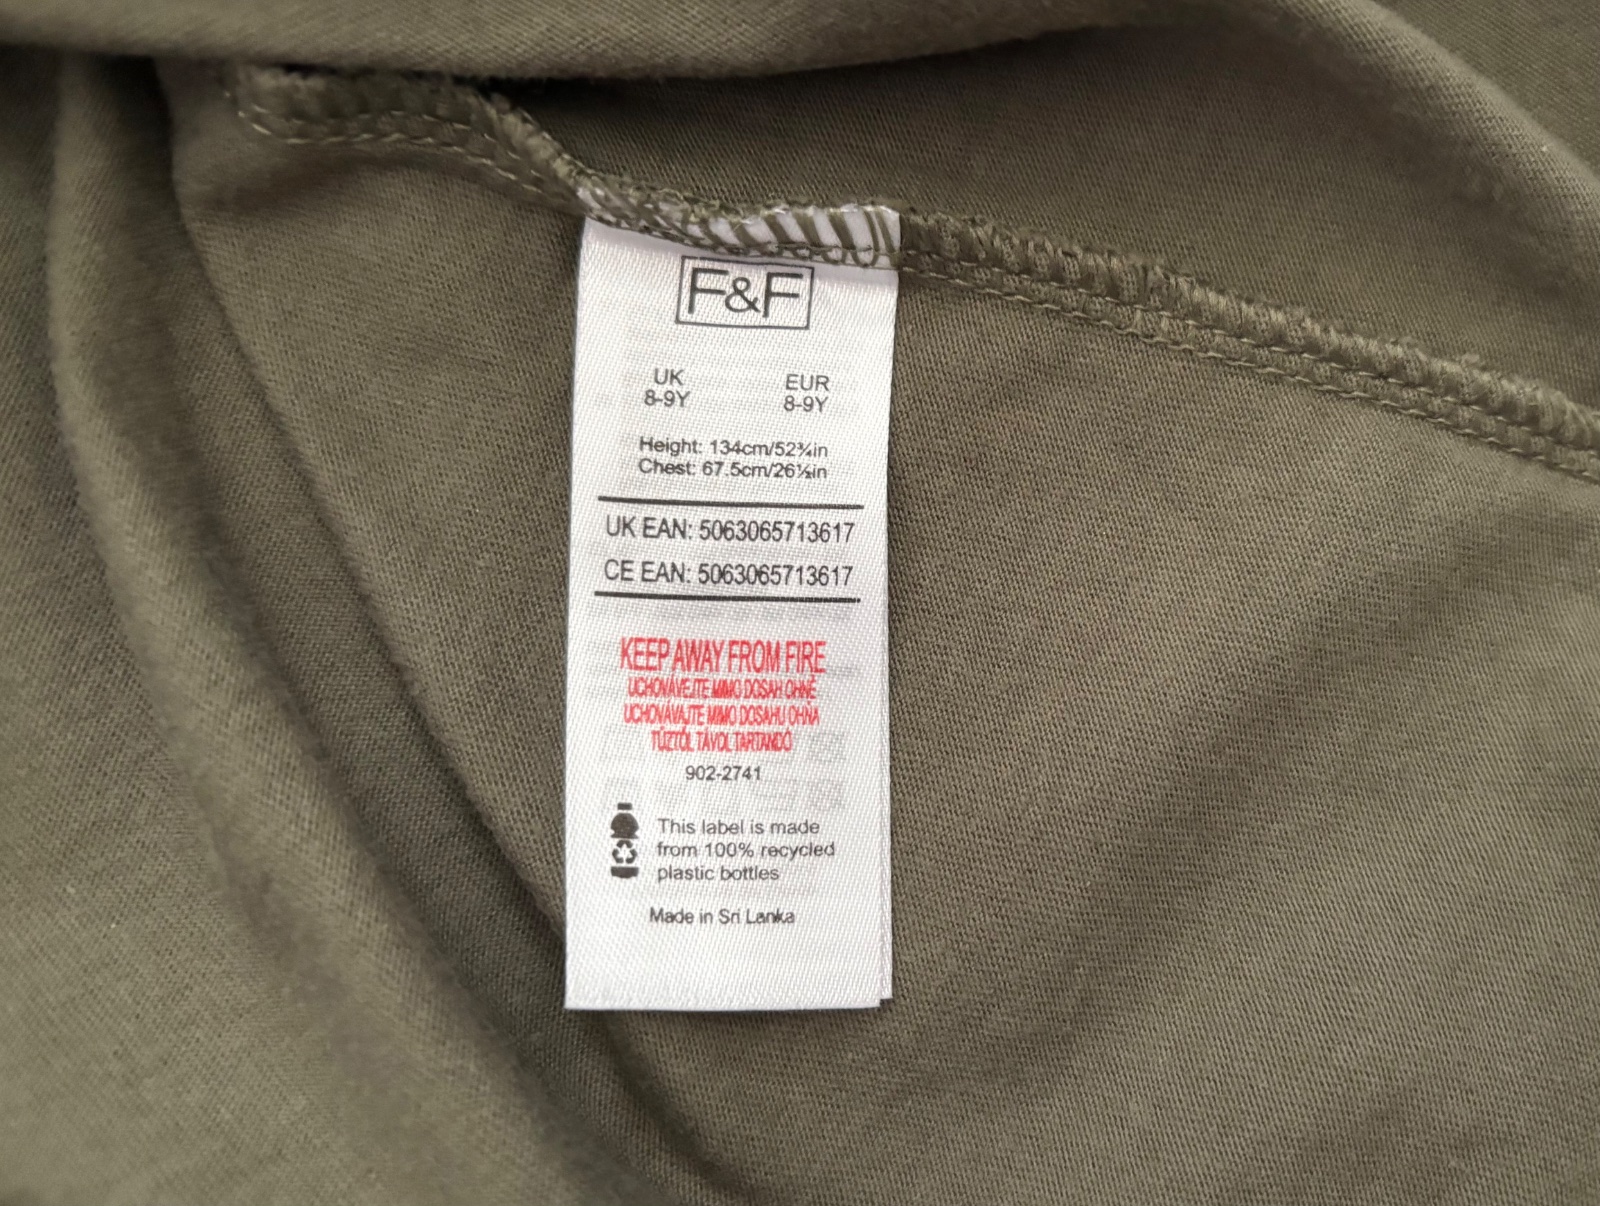 F&F
UK EUR
8-9Y 8-9Y
Height: 134cm/52¾in
Chest: 67.5cm/26½in
UK EAN: 5063065713617
CE EAN: 5063065713617
KEEP AWAY FROM FIRE
UCHOVÁVEJTE MIMO DOSAH OHNĚ
UCHOVÁVAJTE MIMO DOSAHU OHŇA
TŰZTŐL TÁVOL TARTANDÓ
902-2741
This label is made
from 100% recycled
plastic bottles
Made in Sri Lanka